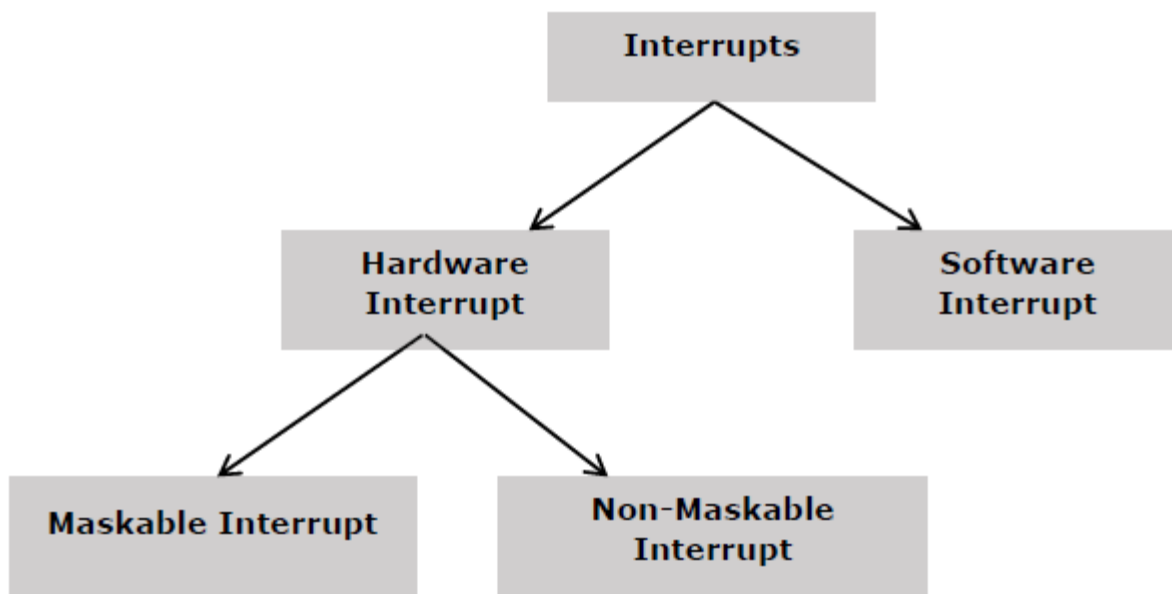 Interrupts
Hardware
Interrupt
Software
Interrupt
Maskable Interrupt
Non-Maskable
Interrupt